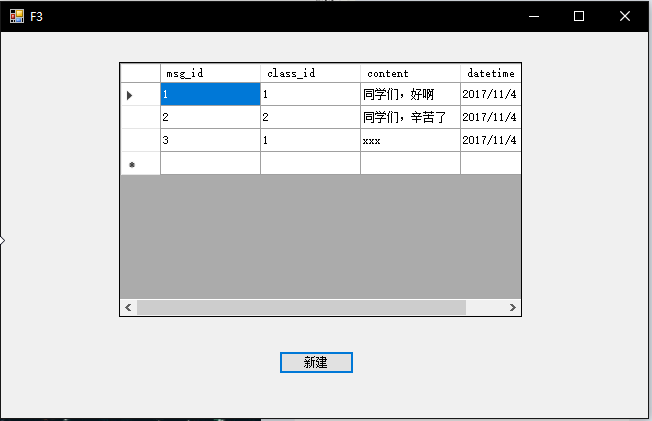 F3
msg_id class_id content datetime
1 1 同学们，好啊 2017/11/4
2 2 同学们，辛苦了 2017/11/4
3 1 xxx 2017/11/4
新建